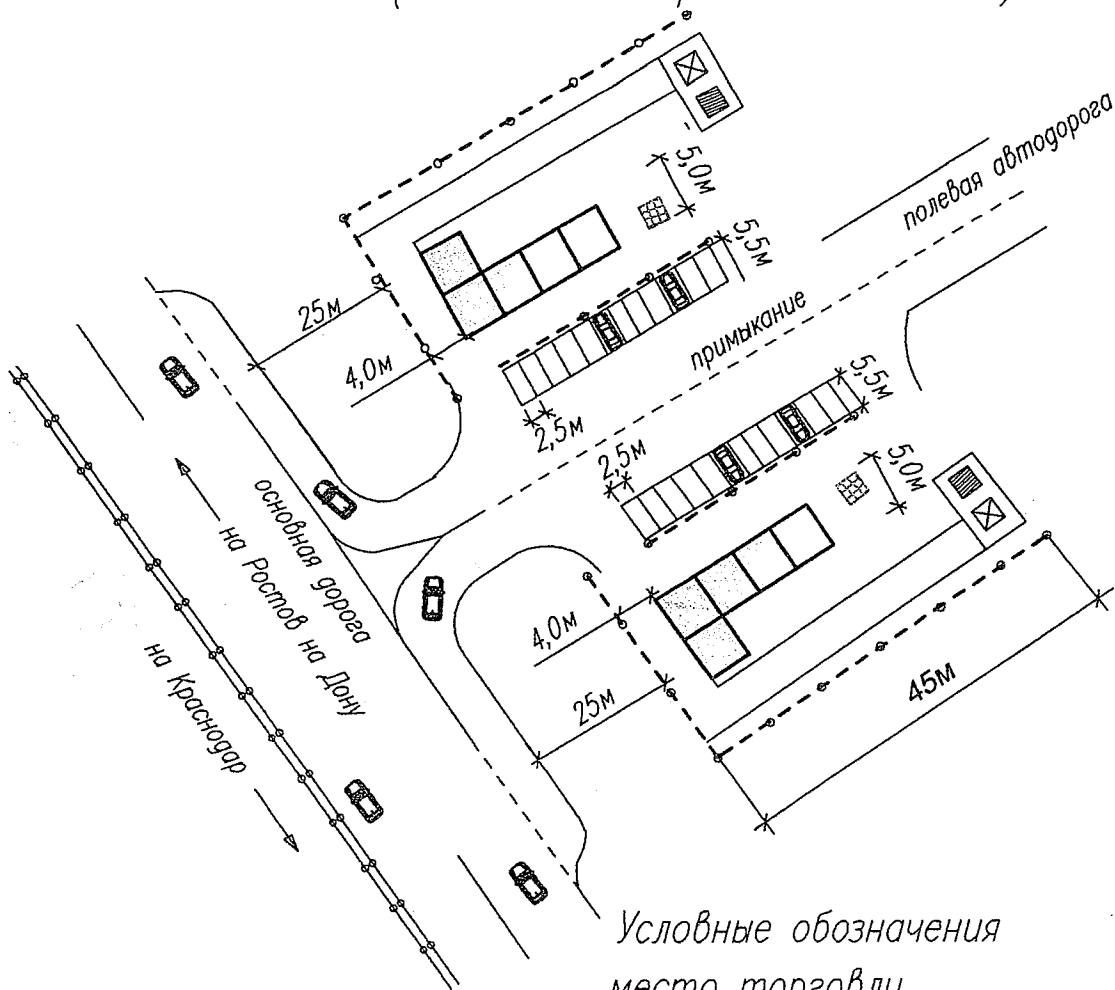 5,0м
полевая автодорога
5,5м
25м
примыкание
4,0м
2,5м
5,5м
2,5м
5,0м
основная дорога
на Ростов на Дону
на Краснодар
4,0м
25м
45м
Условные обозначения
место торговли